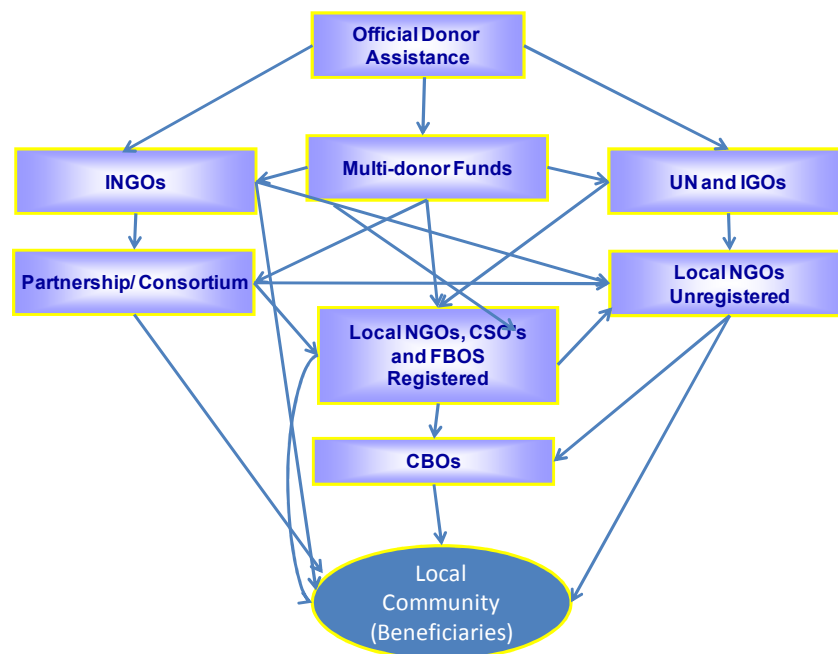 Official Donor
Assistance
INGOs
Multi-donor Funds
UN and IGOs
Partnership/ Consortium
Local NGOs
Unregistered
Local NGOs, CSO's
and FBOS
Registered
CBOs
Local
Community
(Beneficiaries)